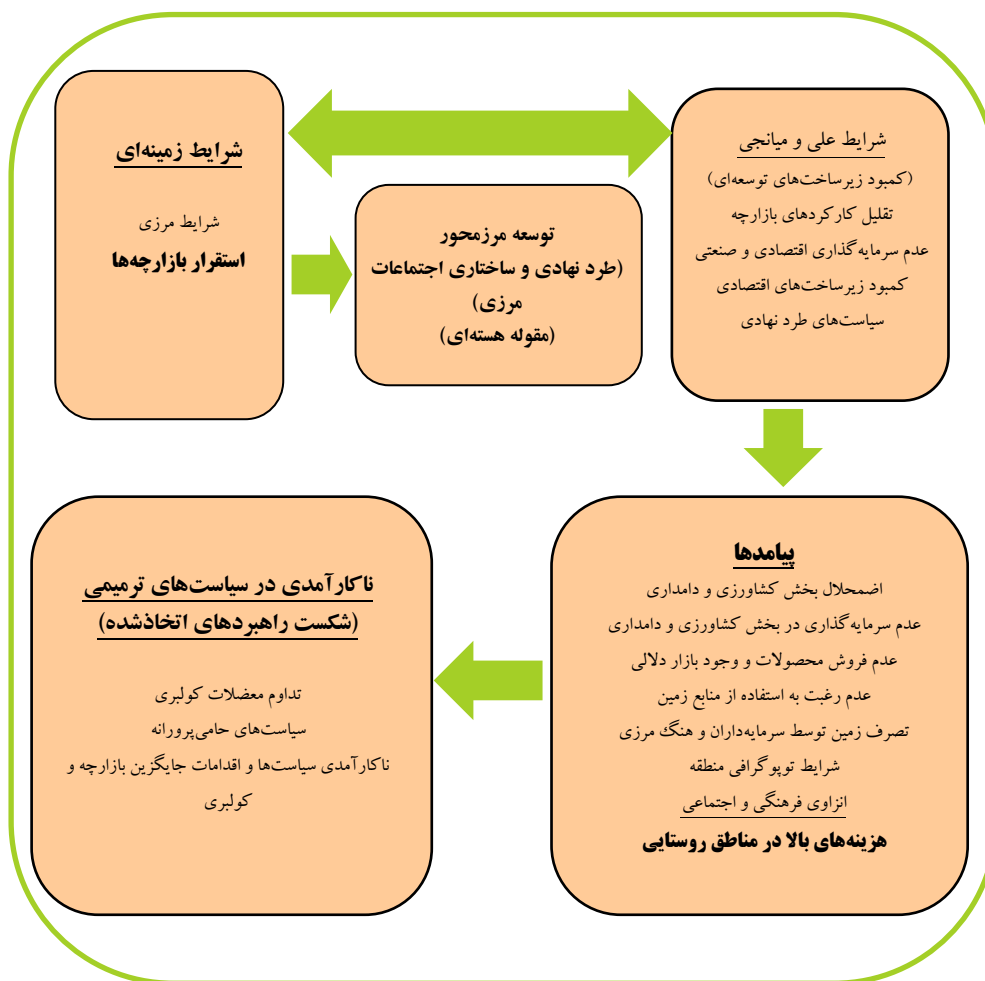 شرایط علی و میانجی
(کمبود زیرساخت‌های توسعه‌ای)
تقلیل کارکردهای بازارچه
عدم سرمایه‌گذاری اقتصادی و صنعتی
کمبود زیرساخت‌های اقتصادی
سیاست‌های طرد نهادی
شرایط زمینه‌ای
شرایط مرزی
استقرار بازارچه‌ها
توسعه مرزمحور
(طرد نهادی و ساختاری اجتماعات
مرزی)
(مقوله هسته‌ای)
پیامدها
اضمحلال بخش کشاورزی و دامداری
عدم سرمایه‌گذاری در بخش کشاورزی و دامداری
عدم فروش محصولات و وجود بازار دلالی
عدم رغبت به استفاده از منابع زمین
تصرف زمین توسط سرمایه‌داران و هنگ مرزی
شرایط توپوگرافی منطقه
انزاوی فرهنگی و اجتماعی
هزینه‌های بالا در مناطق روستایی
ناکارآمدی در سیاست‌های ترمیمی
(شکست راهبردهای اتخاذشده)
تداوم معضلات کولبری
سیاست‌های حامی‌پرورانه
ناکارآمدی سیاست‌ها و اقدامات جایگزین بازارچه و
کولبری